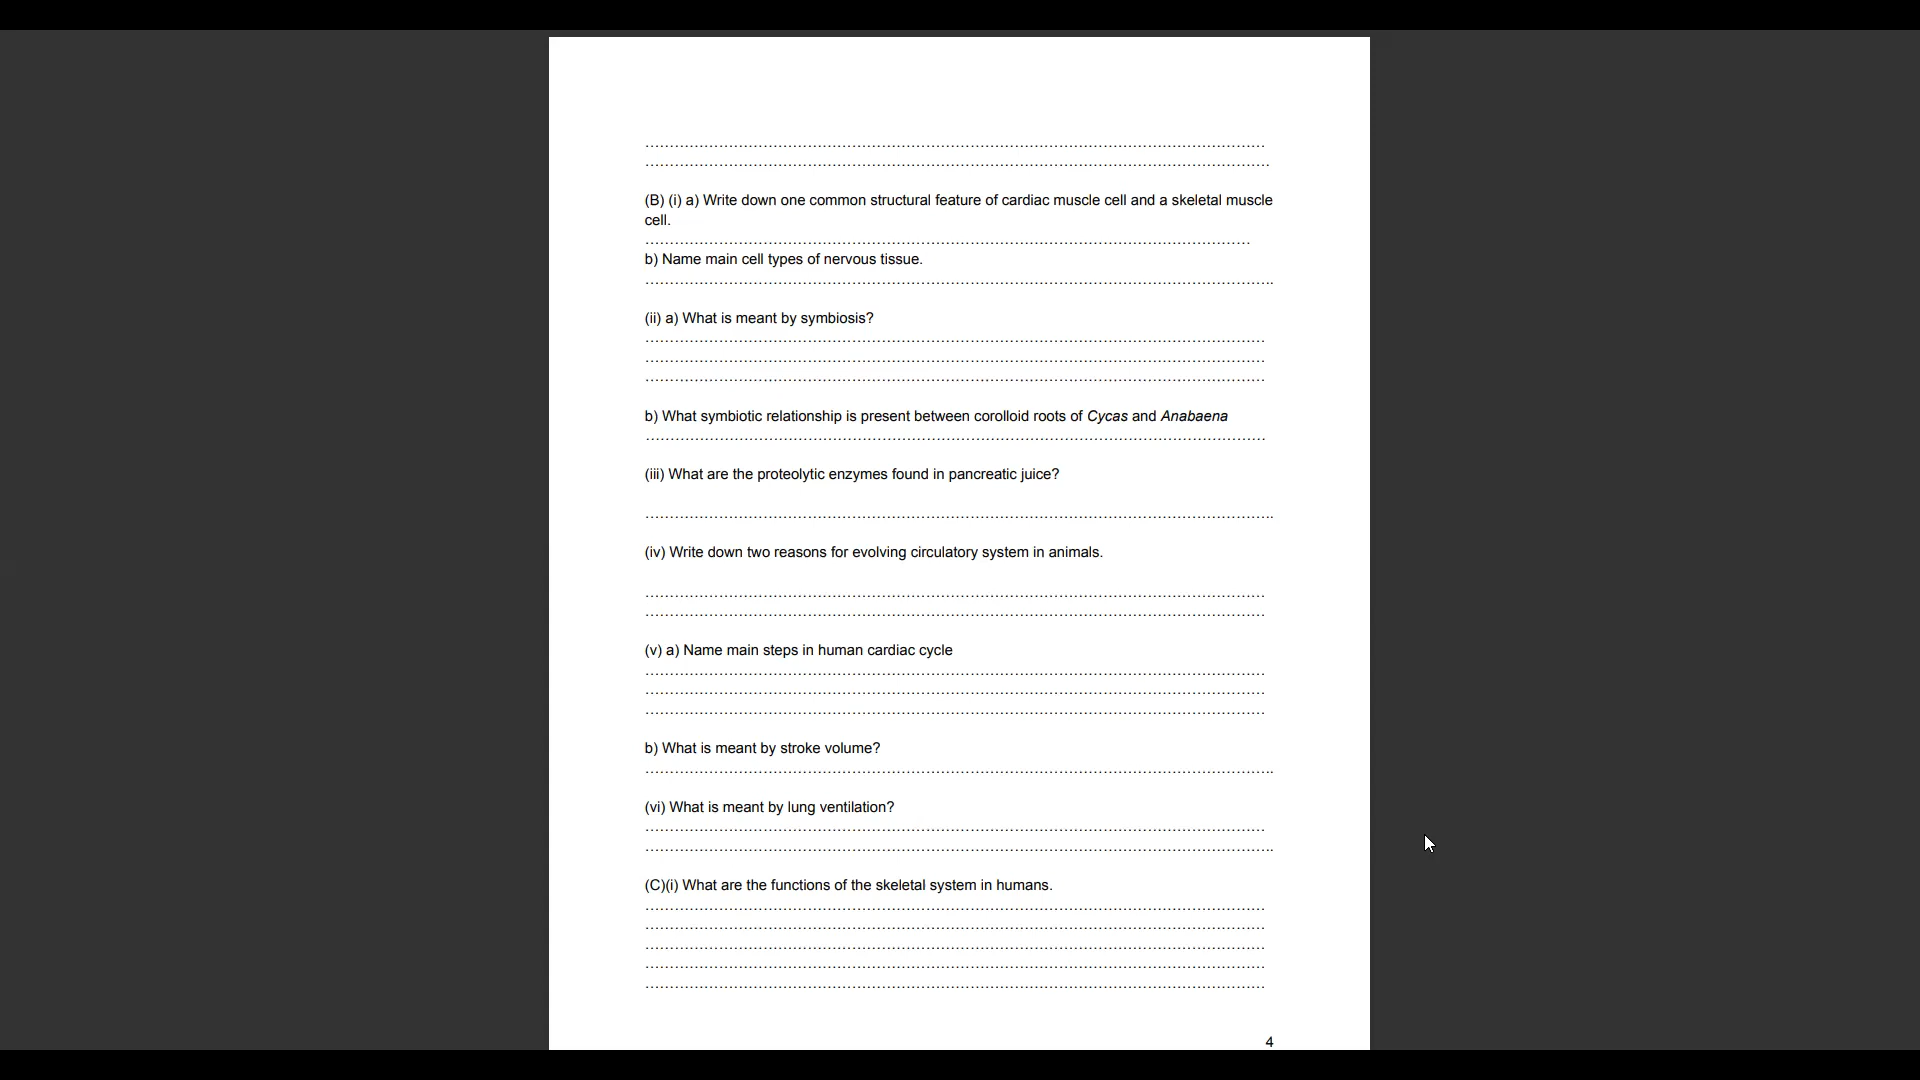 (B) (i) a) Write down one common structural feature of cardiac muscle cell and a skeletal muscle
cell.
b) Name main cell types of nervous tissue.
(ii) a) What is meant by symbiosis?
b) What symbiotic relationship is present between corolloid roots of Cycas and Anabaena
(iii) What are the proteolytic enzymes found in pancreatic juice?
(iv) Write down two reasons for evolving circulatory system in animals.
(v) a) Name main steps in human cardiac cycle
b) What is meant by stroke volume?
(vi) What is meant by lung ventilation?
(C)(i) What are the functions of the skeletal system in humans.
4